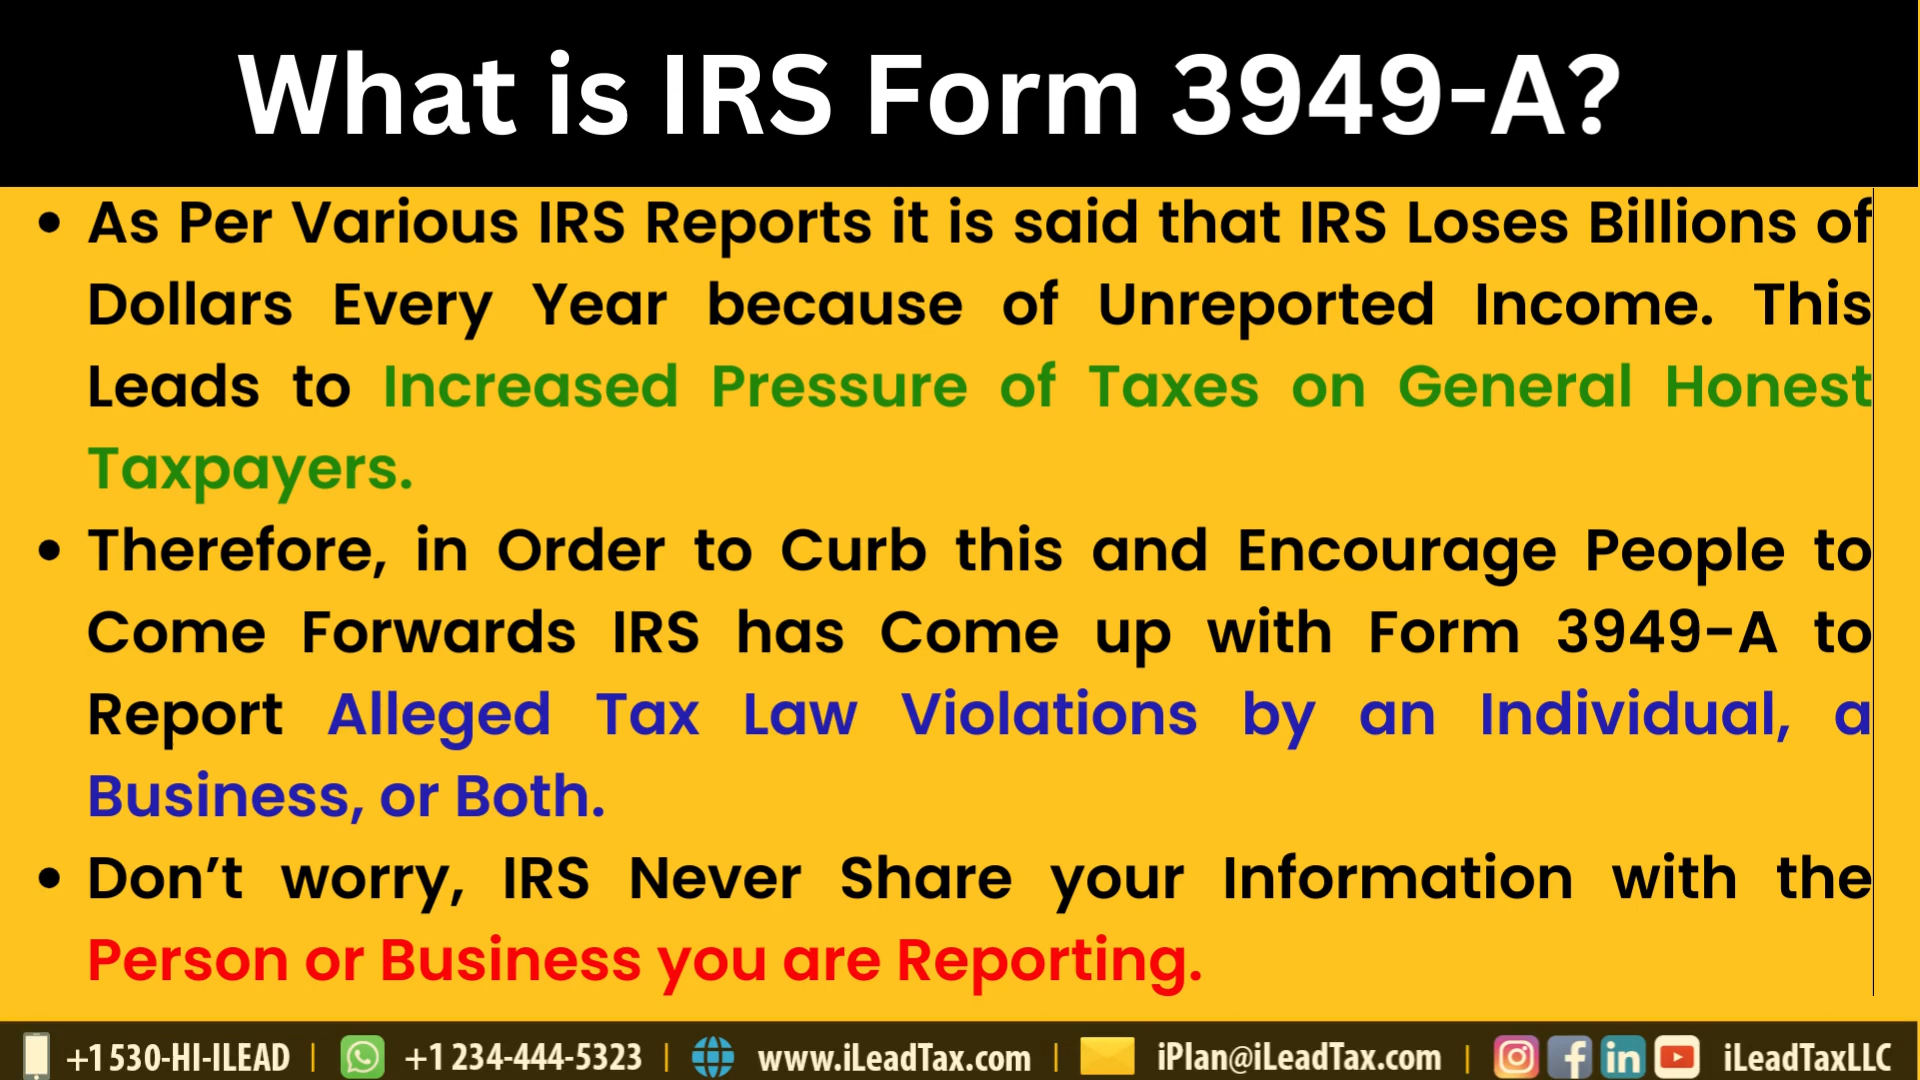 What is IRS Form 3949-A?
• As Per Various IRS Reports it is said that IRS Loses Billions of
Dollars Every Year because of Unreported Income. This
Leads to Increased Pressure of Taxes on General Honest
Taxpayers.
• Therefore, in Order to Curb this and Encourage People to
Come Forwards IRS has Come up with Form 3949-A to
Report Alleged Tax Law Violations by an Individual, a
Business, or Both.
• Don’t worry, IRS Never Share your Information with the
Person or Business you are Reporting.
+1 530-HI-ILEAD | +1 234-444-5323 | www.iLeadTax.com | iPlan@iLeadTax.com | iLeadTaxLLC